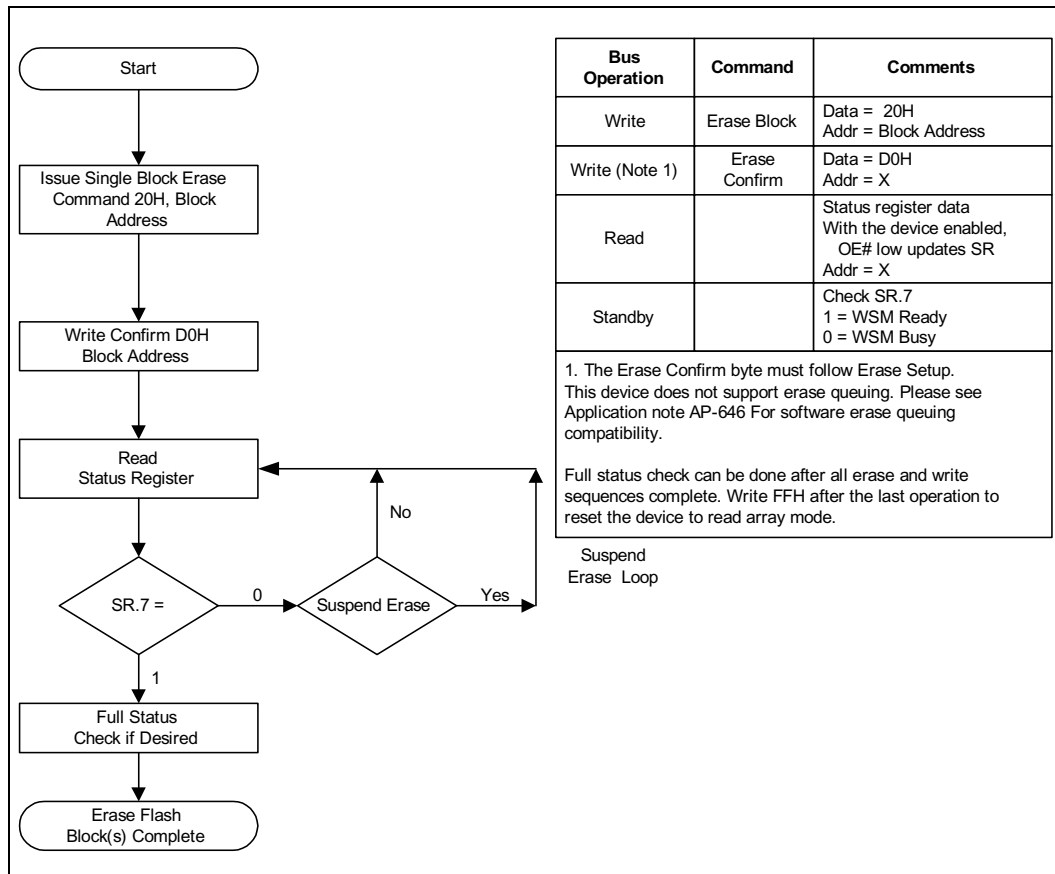 Start
Issue Single Block Erase
Command 20H, Block
Address
Write Confirm D0H
Block Address
Read
Status Register
No
SR.7 =
0
Suspend Erase
Yes
1
Full Status
Check if Desired
Erase Flash
Block(s) Complete
Bus
Operation
Command
Comments
Write
Erase Block
Data = 20H
Addr = Block Address
Write (Note 1)
Erase
Confirm
Data = D0H
Addr = X
Read
Status register data
With the device enabled,
OE# low updates SR
Addr = X
Standby
Check SR.7
1 = WSM Ready
0 = WSM Busy
1. The Erase Confirm byte must follow Erase Setup.
This device does not support erase queuing. Please see
Application note AP-646 For software erase queuing
compatibility.
Full status check can be done after all erase and write
sequences complete. Write FFH after the last operation to
reset the device to read array mode.
Suspend
Erase Loop